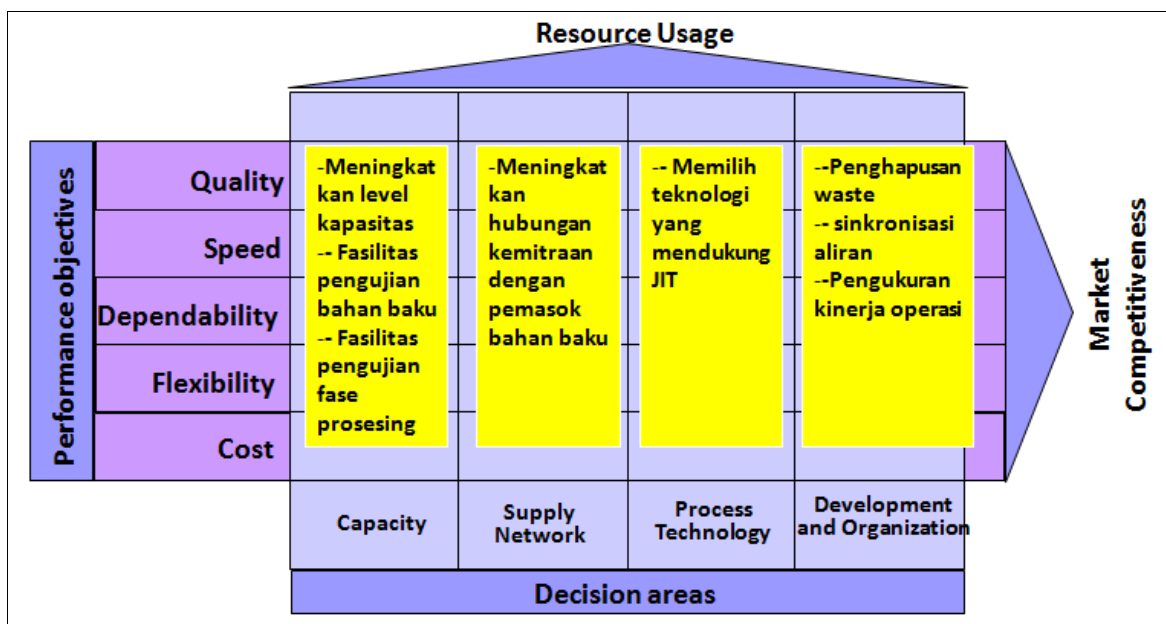 Resource Usage
Performance objectives
Quality
Speed
Dependability
Flexibility
Cost
-Meningkat
kan level
kapasitas
-- Fasilitas
pengujian
bahan baku
-- Fasilitas
pengujian
fase
prosesing
-Meningkat
kan
hubungan
kemitraan
dengan
pemasok
bahan baku
-- Memilih
teknologi
yang
mendukung
JIT
--Penghapusan
waste
-- sinkronisasi
aliran
--Pengukuran
kinerja operasi
Market
Competitiveness
Capacity
Supply
Network
Process
Technology
Development
and Organization
Decision areas